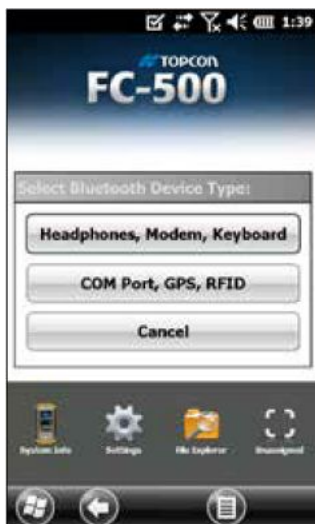 1:39
TOPCON
FC-500
Select Bluetooth Device Type:
Headphones, Modem, Keyboard
COM Port, GPS, RFID
Cancel
System Info
Settings
File Explorer
Unassigned